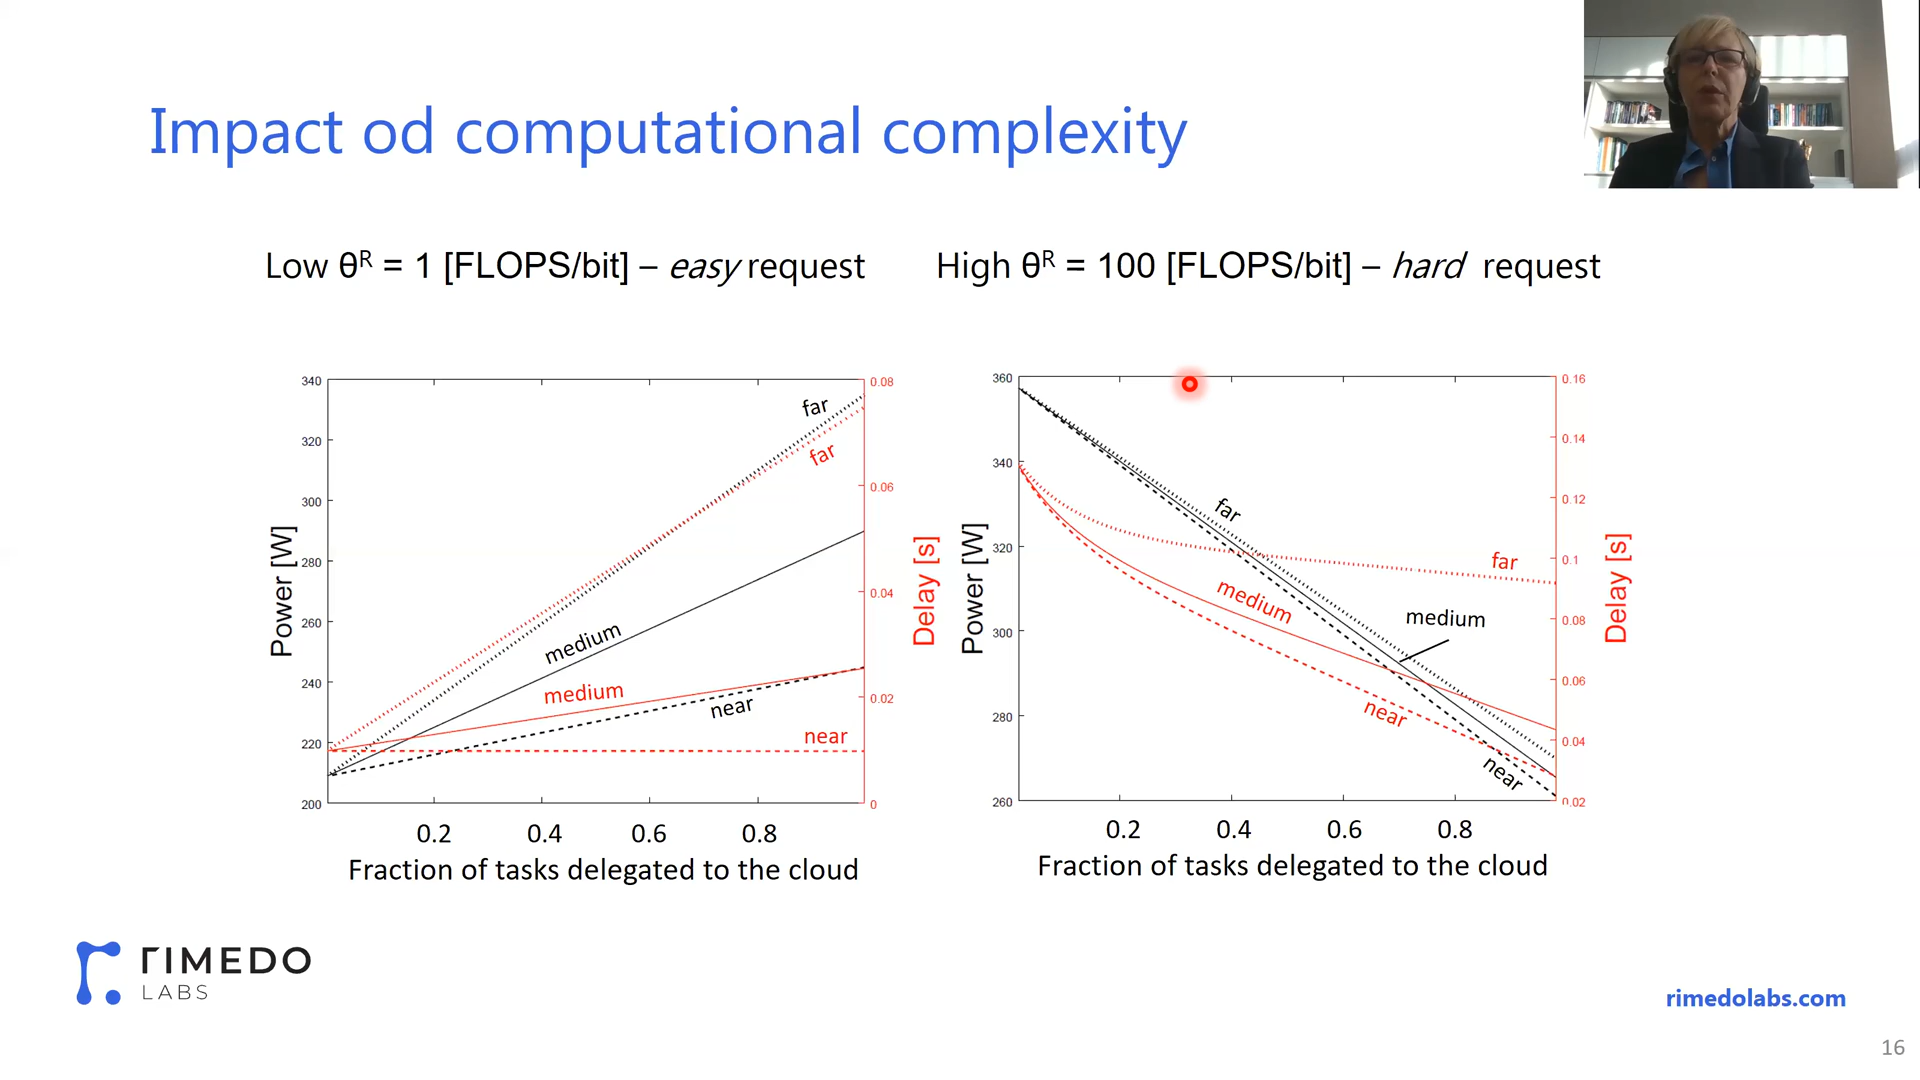 Impact od computational complexity
Low θᴿ = 1 [FLOPS/bit] – easy request
High θᴿ = 100 [FLOPS/bit] – hard request
340
320
300
280
260
240
220
200
Power [W]
0.08
0.06
0.04
0.02
0
Delay [s]
far
far
medium
medium
near
near
0.2 0.4 0.6 0.8
Fraction of tasks delegated to the cloud
360
340
320
300
280
260
Power [W]
0.16
0.14
0.12
0.1
0.08
0.06
0.04
0.02
Delay [s]
far
far
medium
medium
near
near
0.2 0.4 0.6 0.8
Fraction of tasks delegated to the cloud
rIMEDO
LABS
rimedolabs.com
16